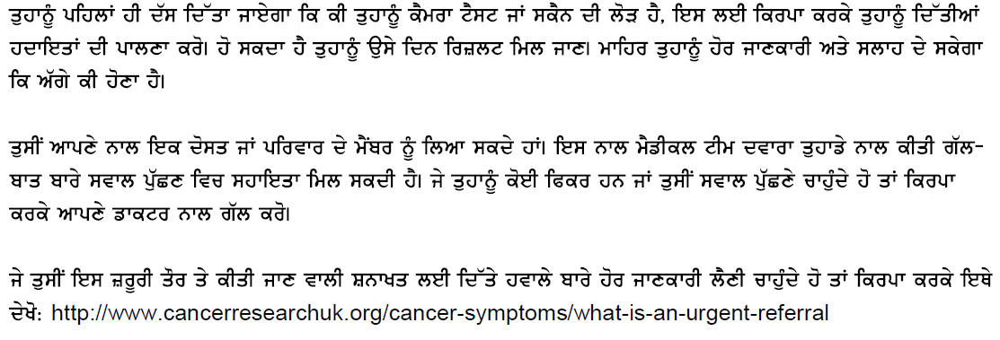 ਤੁਹਾਨੂੰ ਪਹਿਲਾਂ ਹੀ ਦੱਸ ਦਿੱਤਾ ਜਾਏਗਾ ਕਿ ਕੀ ਤੁਹਾਨੂੰ ਕੈਮਰਾ ਟੈਸਟ ਜਾਂ ਸਕੈਨ ਦੀ ਲੋੜ ਹੈ, ਇਸ ਲਈ ਕਿਰਪਾ ਕਰਕੇ ਤੁਹਾਨੂੰ ਦਿੱਤੀਆਂ
ਹਦਾਇਤਾਂ ਦੀ ਪਾਲਣਾ ਕਰੋ। ਹੋ ਸਕਦਾ ਹੈ ਤੁਹਾਨੂੰ ਉਸੇ ਦਿਨ ਰਿਜ਼ਲਟ ਮਿਲ ਜਾਣ। ਮਾਹਿਰ ਤੁਹਾਨੂੰ ਹੋਰ ਜਾਣਕਾਰੀ ਅਤੇ ਸਲਾਹ ਦੇ ਸਕੇਗਾ
ਕਿ ਅੱਗੇ ਕੀ ਹੋਣਾ ਹੈ।
ਤੁਸੀਂ ਆਪਣੇ ਨਾਲ ਇਕ ਦੋਸਤ ਜਾਂ ਪਰਿਵਾਰ ਦੇ ਮੈਂਬਰ ਨੂੰ ਲਿਆ ਸਕਦੇ ਹਾਂ। ਇਸ ਨਾਲ ਮੈਡੀਕਲ ਟੀਮ ਦਵਾਰਾ ਤੁਹਾਡੇ ਨਾਲ ਕੀਤੀ ਗੱਲ-
ਬਾਤ ਬਾਰੇ ਸਵਾਲ ਪੁੱਛਣ ਵਿਚ ਸਹਾਇਤਾ ਮਿਲ ਸਕਦੀ ਹੈ। ਜੇ ਤੁਹਾਨੂੰ ਕੋਈ ਫਿਕਰ ਹਨ ਜਾਂ ਤੁਸੀਂ ਸਵਾਲ ਪੁੱਛਣੇ ਚਾਹੁੰਦੇ ਹੋ ਤਾਂ ਕਿਰਪਾ
ਕਰਕੇ ਆਪਣੇ ਡਾਕਟਰ ਨਾਲ ਗੱਲ ਕਰੋ।
ਜੇ ਤੁਸੀਂ ਇਸ ਜ਼ਰੂਰੀ ਤੌਰ ਤੇ ਕੀਤੀ ਜਾਣ ਵਾਲੀ ਸ਼ਨਾਖਤ ਲਈ ਦਿੱਤੇ ਹਵਾਲੇ ਬਾਰੇ ਹੋਰ ਜਾਣਕਾਰੀ ਲੈਣੀ ਚਾਹੁੰਦੇ ਹੋ ਤਾਂ ਕਿਰਪਾ ਕਰਕੇ ਇਥੇ
ਦੇਖੋ: http://www.cancerresearchuk.org/cancer-symptoms/what-is-an-urgent-referral